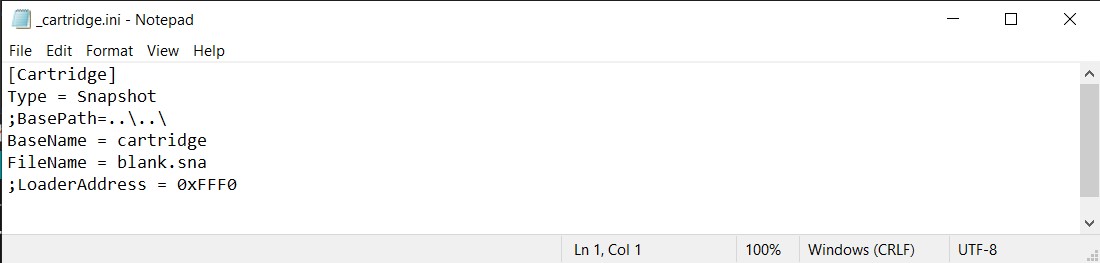 _cartridge.ini - Notepad
File Edit Format View Help
[Cartridge]
Type = Snapshot
;BasePath=..\..\
BaseName = cartridge
FileName = blank.sna
;LoaderAddress = 0xFFF0
Ln 1, Col 1 100% Windows (CRLF) UTF-8